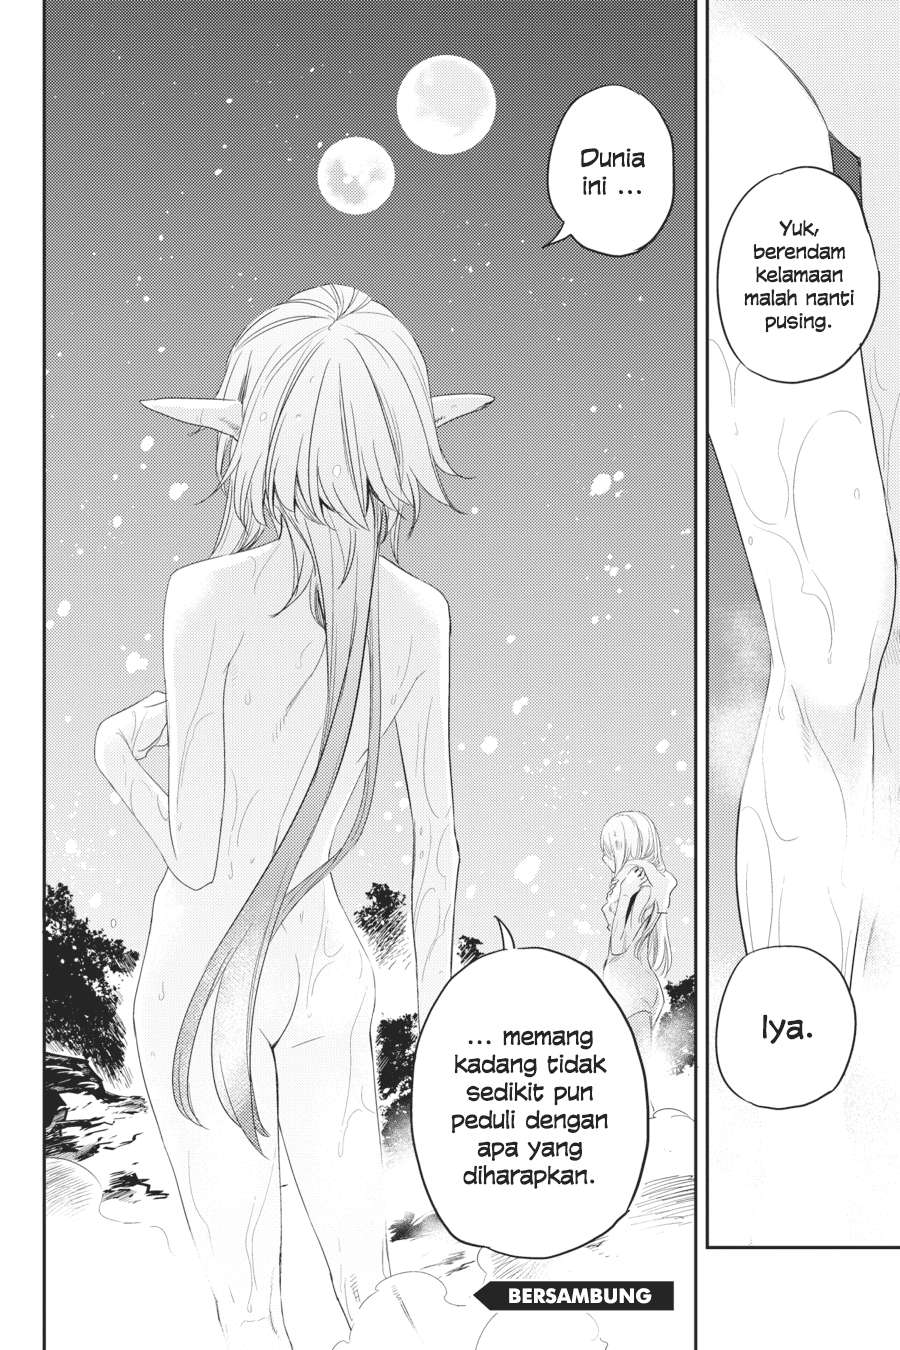 Yuk,
berendam
kelamaan
malah nanti
pusing.
Iya.
Dunia
ini ...
... memang
kadang tidak
sedikit pun
peduli dengan
apa yang
diharapkan.
BERSAMBUNG